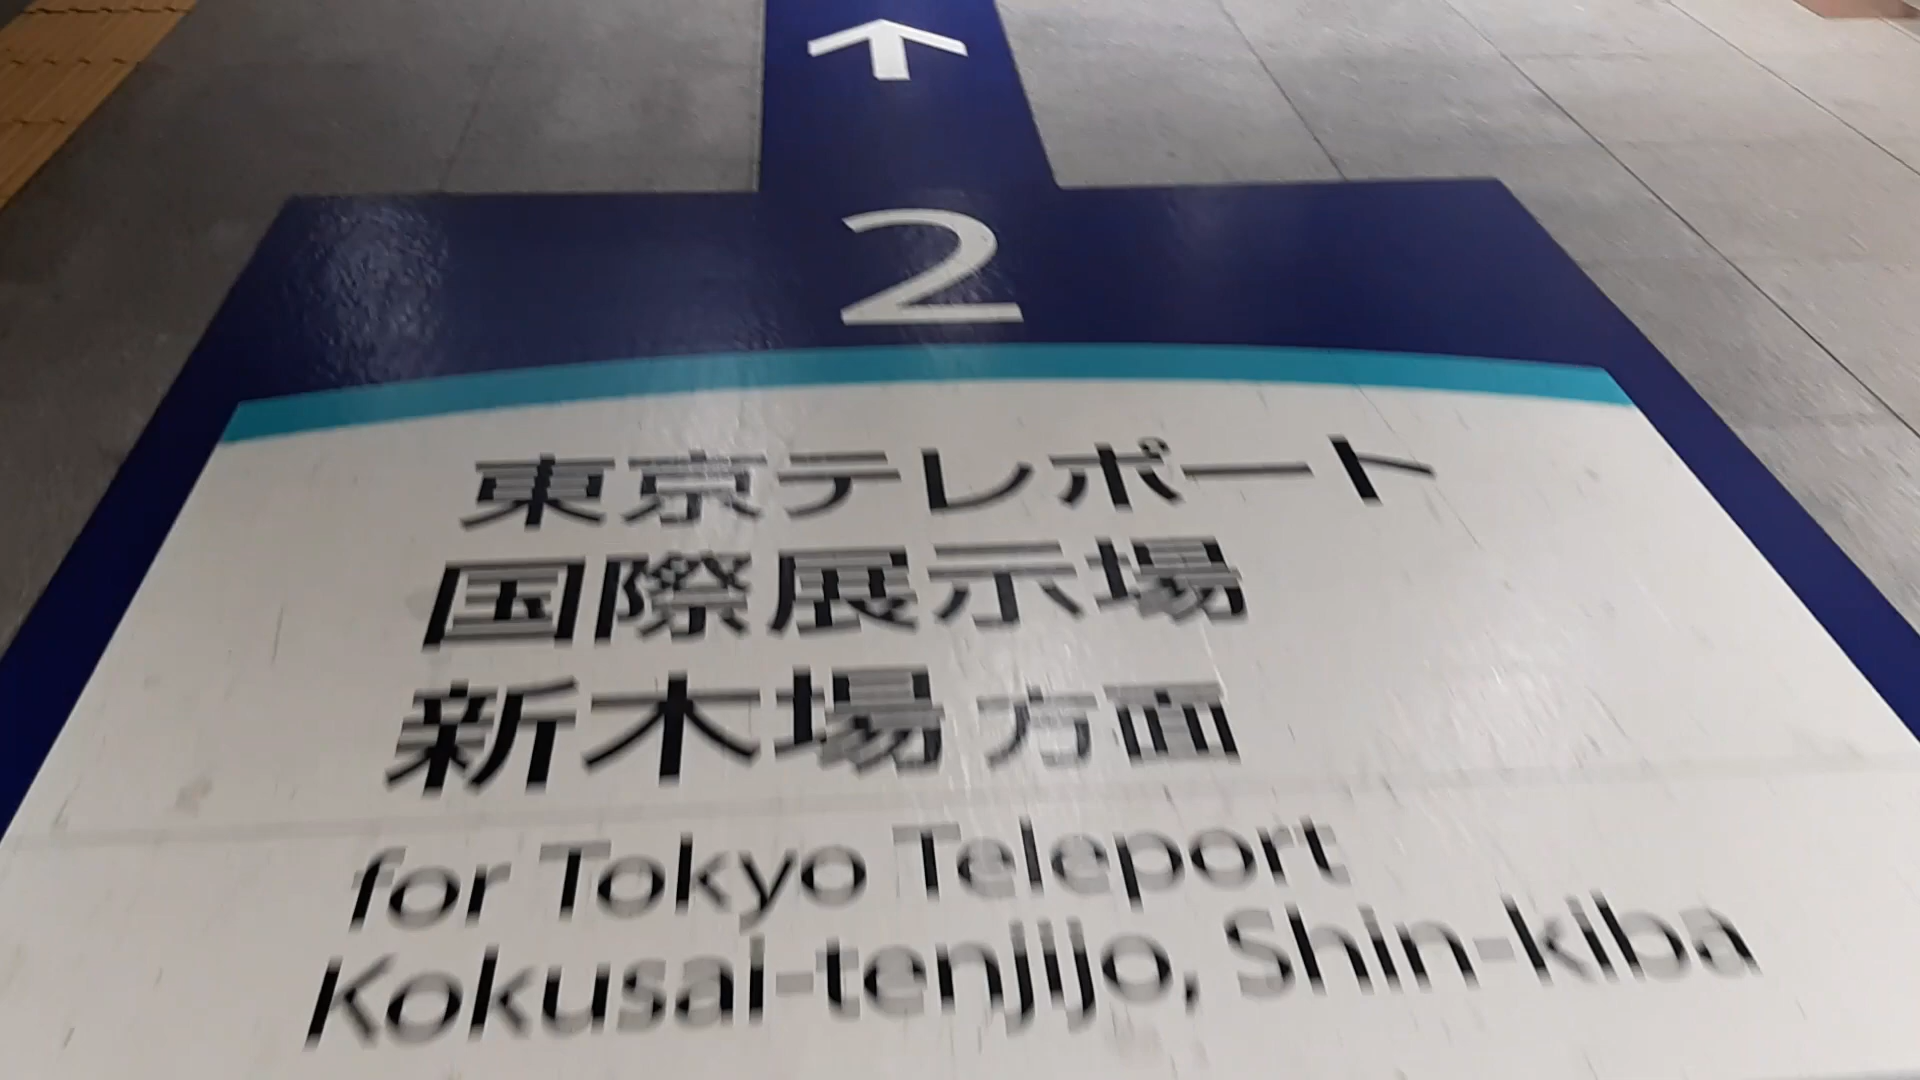 ↑
2
東京テレポート
国際展示場
新木場方面
for Tokyo Teleport
Kokusai-tenjijo, Shin-kiba